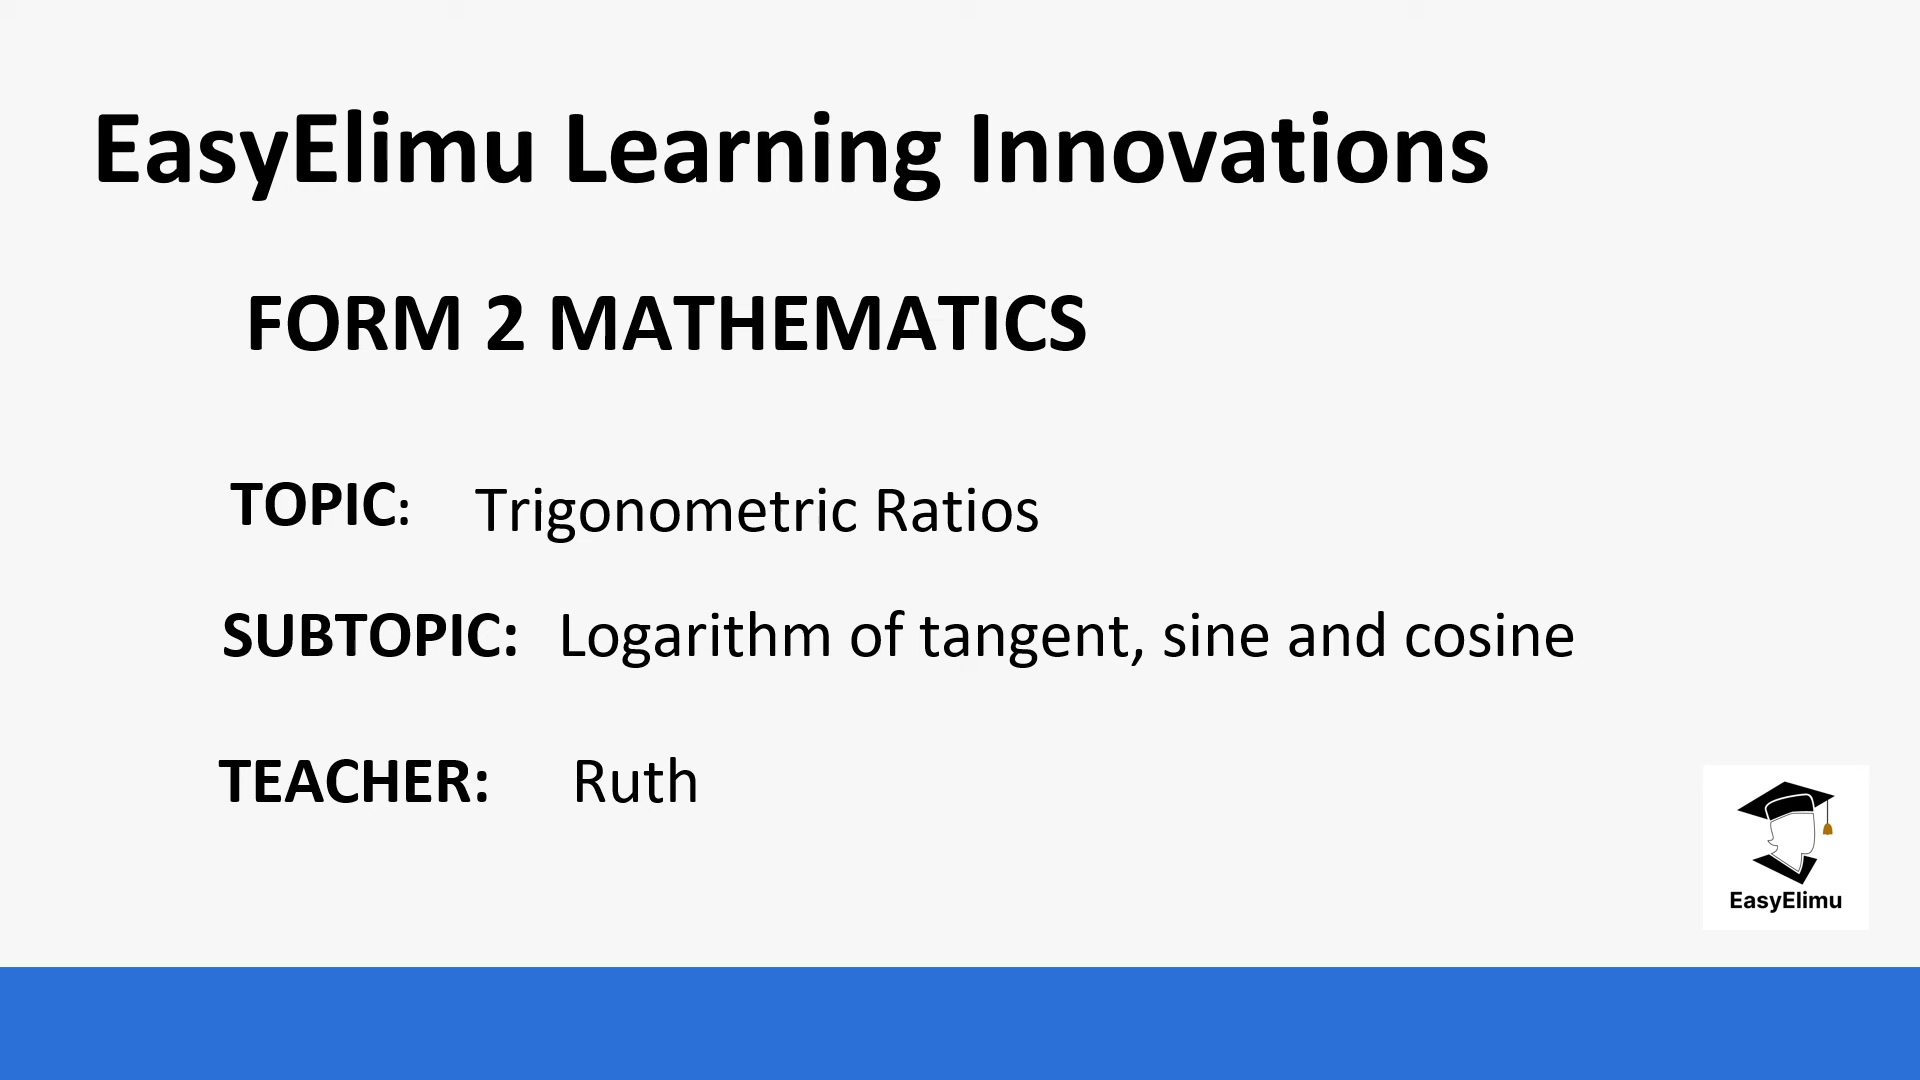 EasyElimu Learning Innovations
FORM 2 MATHEMATICS
TOPIC: Trigonometric Ratios
SUBTOPIC: Logarithm of tangent, sine and cosine
TEACHER: Ruth
EasyElimu